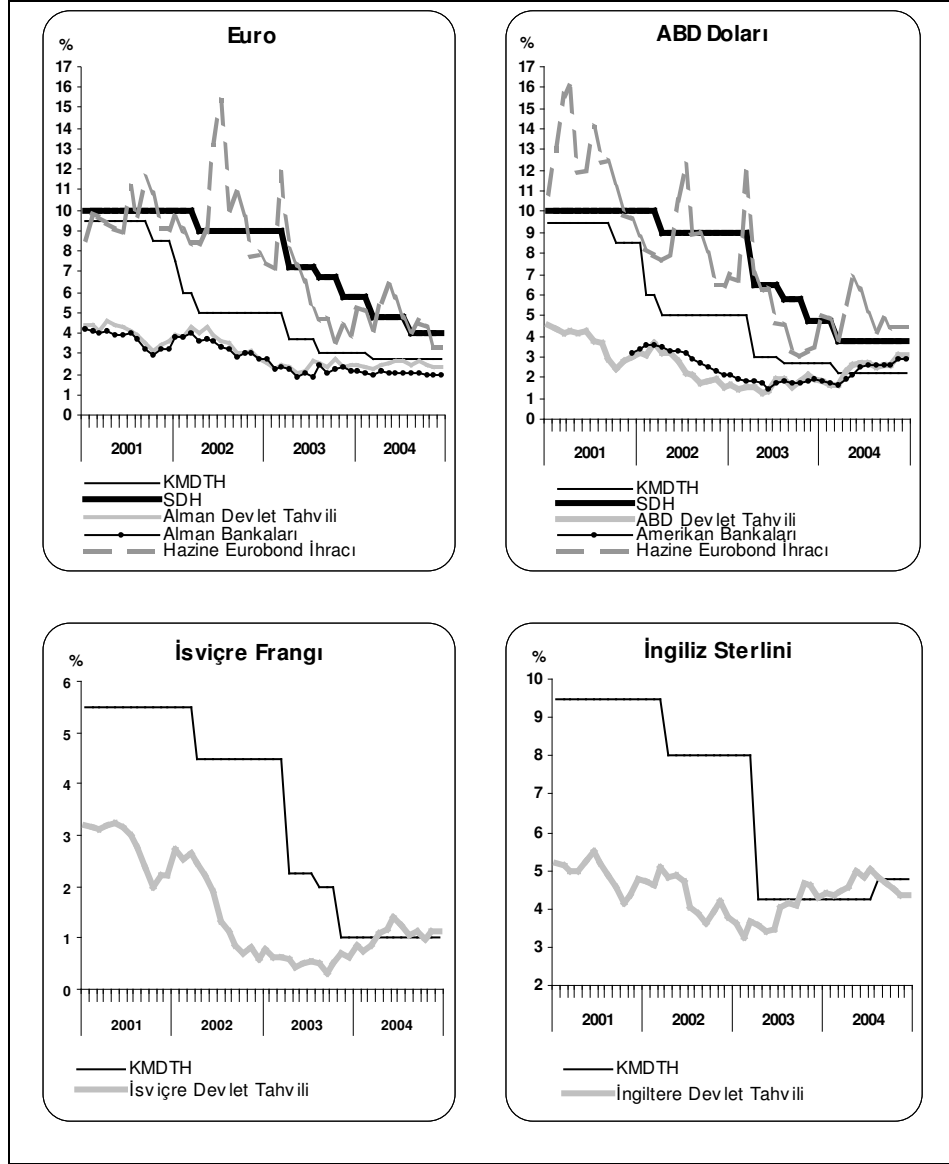 Euro
%
17
16
15
14
13
12
11
10
9
8
7
6
5
4
3
2
1
0
2001 2002 2003 2004
KMDTH
SDH
Alman Devlet Tahvili
Alman Bankaları
Hazine Eurobond İhracı
ABD Doları
%
17
16
15
14
13
12
11
10
9
8
7
6
5
4
3
2
1
0
2001 2002 2003 2004
KMDTH
SDH
ABD Devlet Tahvili
Amerikan Bankaları
Hazine Eurobond İhracı
İsviçre Frangı
%
6
5
4
3
2
1
0
2001 2002 2003 2004
KMDTH
İsviçre Devlet Tahvili
İngiliz Sterlini
%
10
9
8
7
6
5
4
3
2
2001 2002 2003 2004
KMDTH
İngiltere Devlet Tahvili